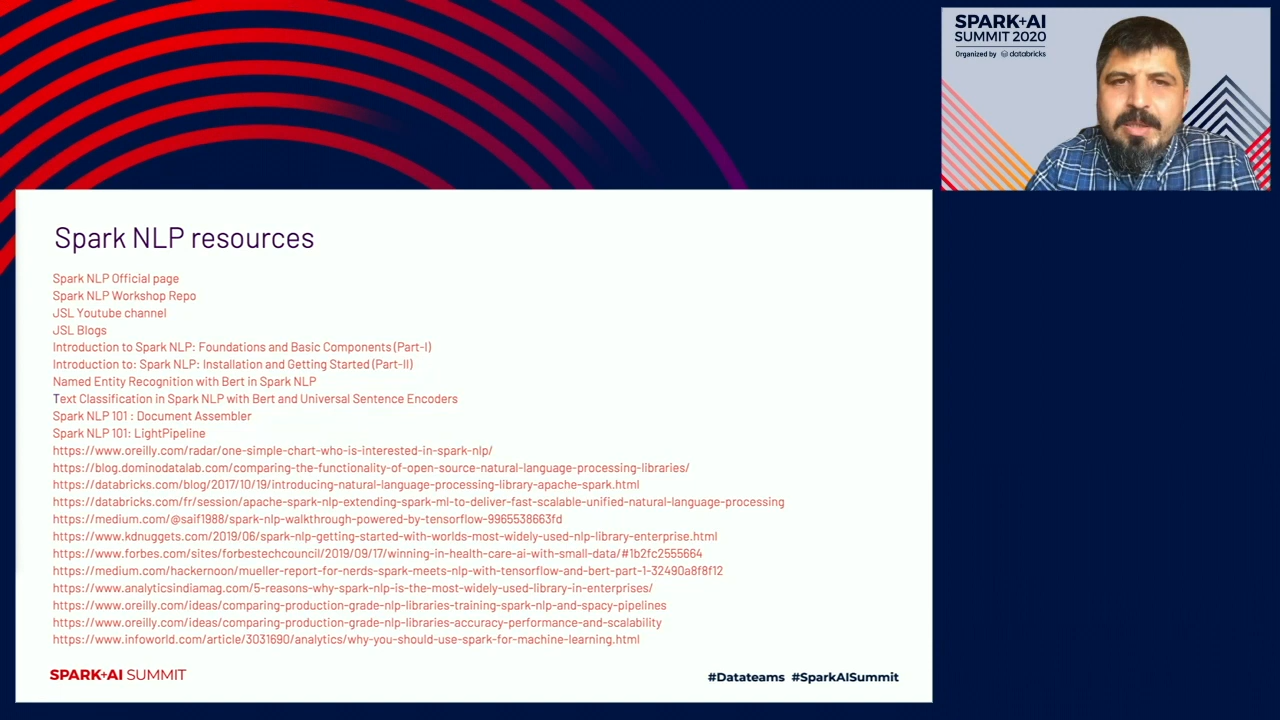 SPARK+AI
SUMMIT 2020
Organized by databricks
Spark NLP resources
Spark NLP Official page
Spark NLP Workshop Repo
JSL Youtube channel
JSL Blogs
Introduction to Spark NLP: Foundations and Basic Components (Part-I)
Introduction to: Spark NLP: Installation and Getting Started (Part-II)
Named Entity Recognition with Bert in Spark NLP
Text Classification in Spark NLP with Bert and Universal Sentence Encoders
Spark NLP 101 : Document Assembler
Spark NLP 101: LightPipeline
https://www.oreilly.com/radar/one-simple-chart-who-is-interested-in-spark-nlp/
https://blog.dominodatalab.com/comparing-the-functionality-of-open-source-natural-language-processing-libraries/
https://databricks.com/blog/2017/10/19/introducing-natural-language-processing-library-apache-spark.html
https://databricks.com/fr/session/apache-spark-nlp-extending-spark-ml-to-deliver-fast-scalable-unified-natural-language-processing
https://medium.com/@saif1988/spark-nlp-walkthrough-powered-by-tensorflow-9965538663fd
https://www.kdnuggets.com/2019/06/spark-nlp-getting-started-with-worlds-most-widely-used-nlp-library-enterprise.html
https://www.forbes.com/sites/forbestechcouncil/2019/09/17/winning-in-health-care-ai-with-small-data/#1b2fc2555664
https://medium.com/hackernoon/mueller-report-for-nerds-spark-meets-nlp-with-tensorflow-and-bert-part-1-32490a8f8f12
https://www.analyticsindiamag.com/5-reasons-why-spark-nlp-is-the-most-widely-used-library-in-enterprises/
https://www.oreilly.com/ideas/comparing-production-grade-nlp-libraries-training-spark-nlp-and-spacy-pipelines
https://www.oreilly.com/ideas/comparing-production-grade-nlp-libraries-accuracy-performance-and-scalability
https://www.infoworld.com/article/3031690/analytics/why-you-should-use-spark-for-machine-learning.html
SPARK+AI SUMMIT
#Datateams #SparkAISummit